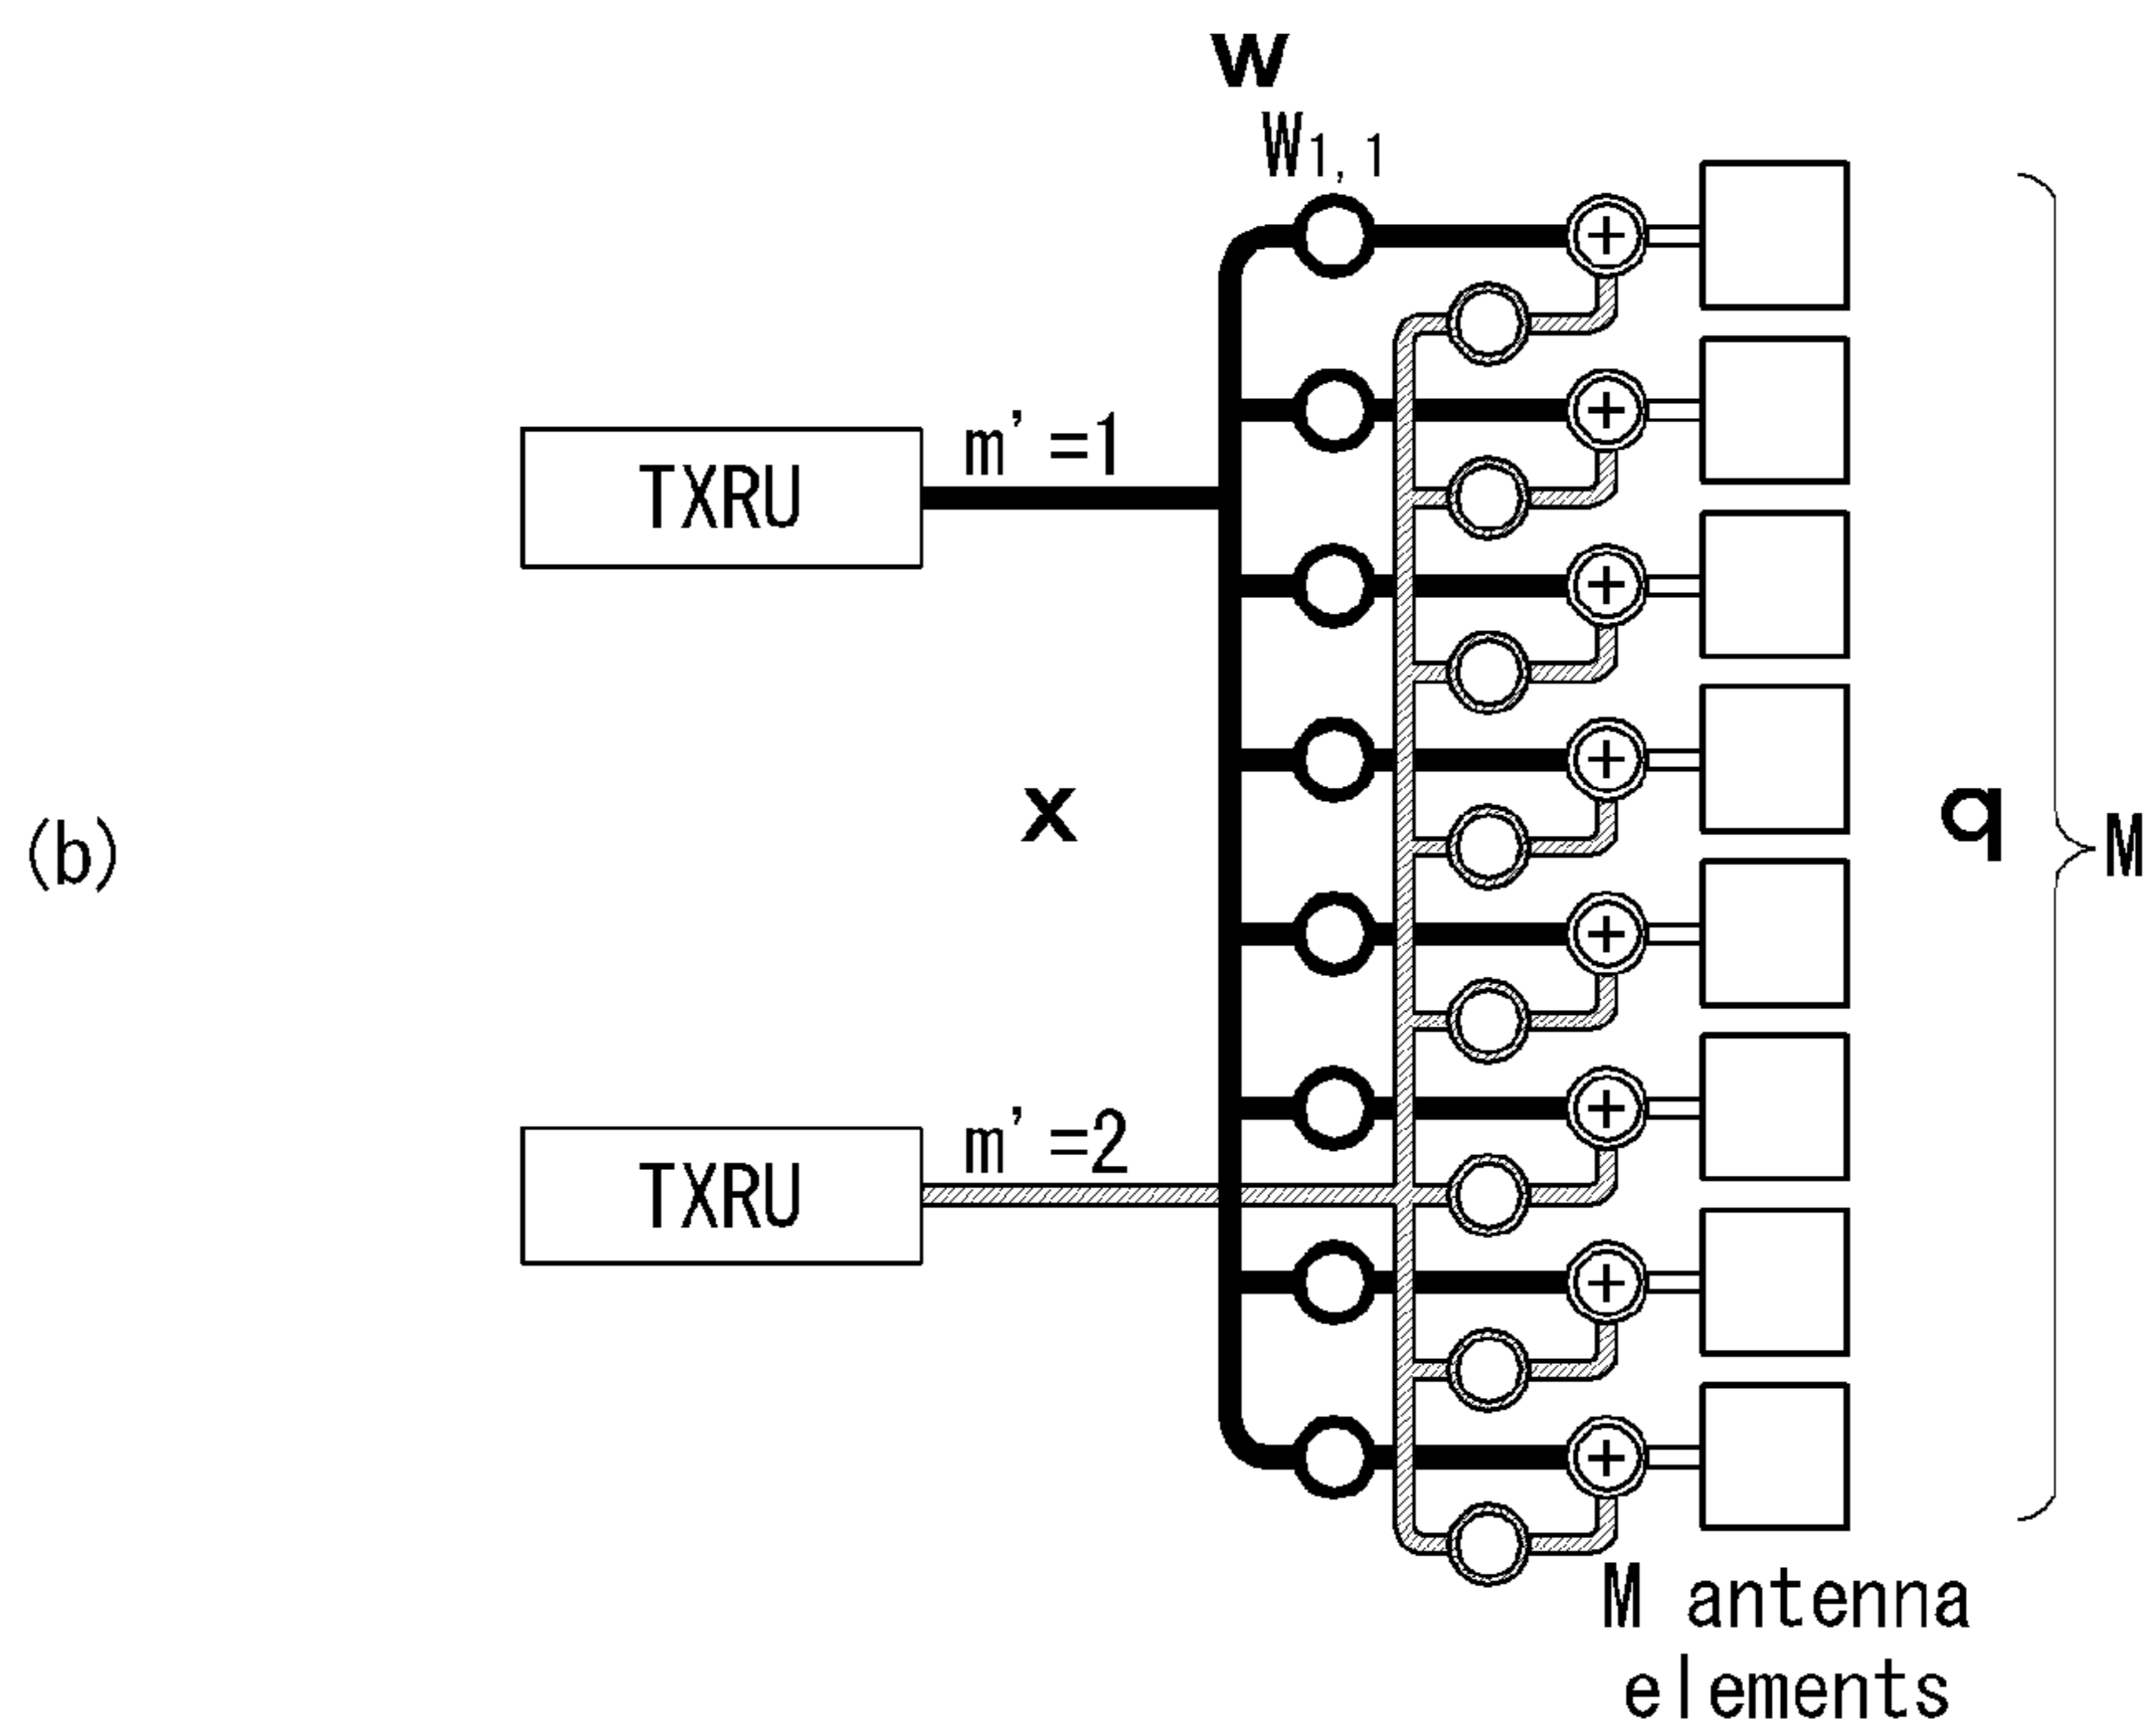 w
W1,1
+
m'=1
TXRU
+
+
x
+
q
M
(b)
+
m'=2
TXRU
+
+
+
M antenna
elements